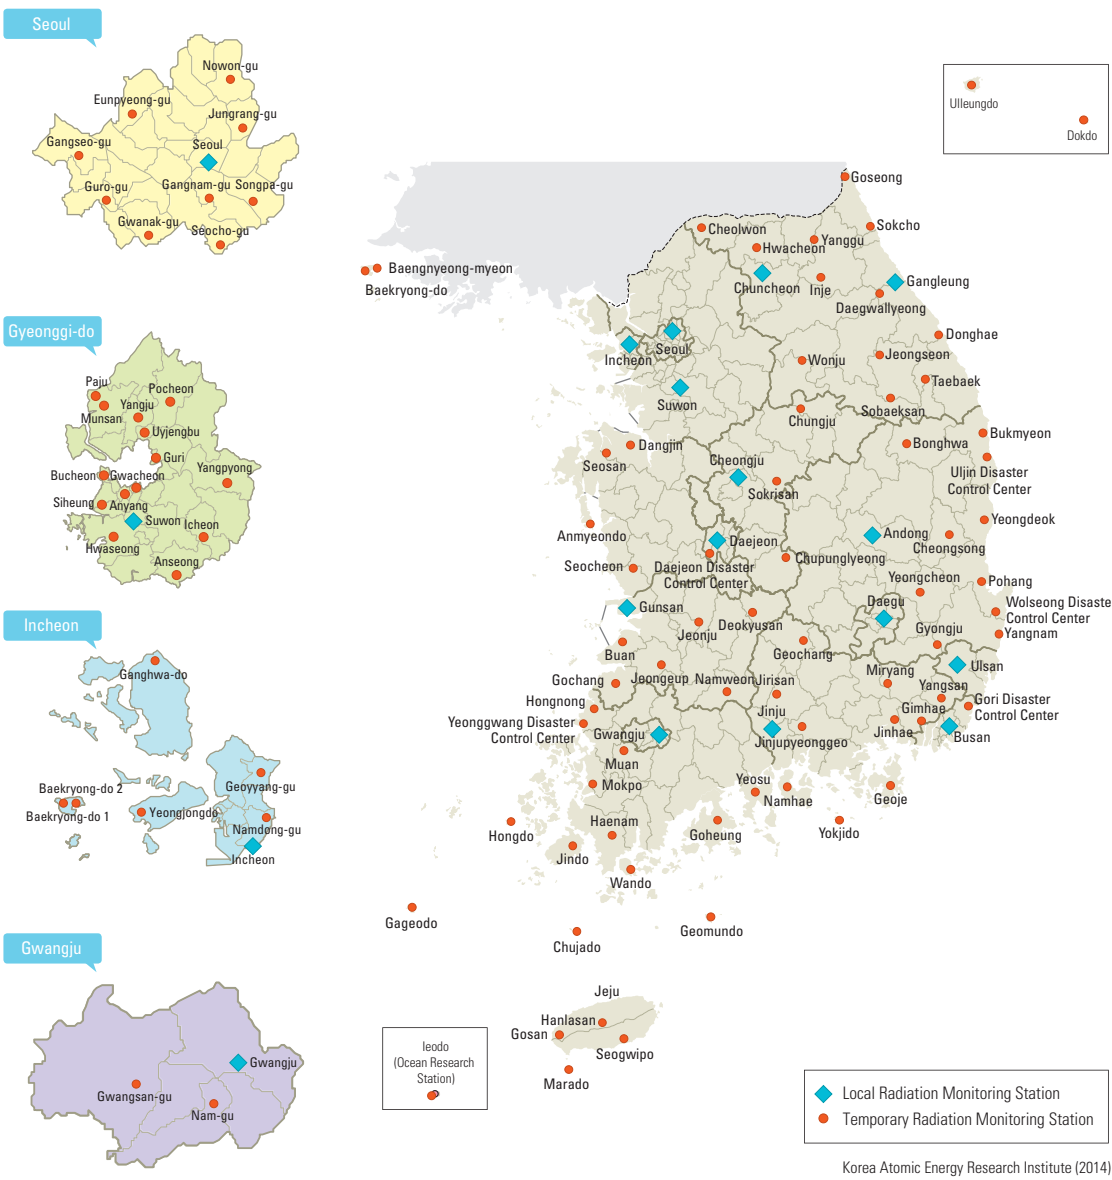 Seoul
Nowon-gu
Eunpyeong-gu
Jungrang-gu
Gangseo-gu
Seoul
Guro-gu
Gangnam-gu
Songpa-gu
Gwanak-gu
Seocho-gu
Gyeonggi-do
Paju
Pocheon
Munsan
Yangju
Uyjengbu
Guri
Bucheon
Gwacheon
Yangpyong
Siheung
Anyang
Suwon
Icheon
Hwaseong
Anseong
Incheon
Ganghwa-do
Baekryong-do 2
Baekryong-do 1
Geoyyang-gu
Yeongjongdo
Namdong-gu
Incheon
Gwangju
Gwangju
Gwangsan-gu
Nam-gu
Ulleungdo
Dokdo
Goseong
Cheolwon
Sokcho
Hwacheon
Yanggu
Baengnyeong-myeon
Baekryong-do
Chuncheon
Inje
Gangleung
Daegwallyeong
Incheon
Seoul
Donghae
Wonju
Jeongseon
Suwon
Taebaek
Sobaeksan
Chungju
Dangjin
Seosan
Cheongju
Bonghwa
Bukmyeon
Uljin Disaster
Control Center
Sokrisan
Anmyeondo
Daejeon
Andong
Yeongdeok
Cheongsong
Seocheon
Daejeon Disaster
Control Center
Chupunglyeong
Yeongcheon
Pohang
Gunsan
Daegu
Wolseong Disaste
Control Center
Jeonju
Deokyusan
Yangnam
Buan
Geochang
Gyongju
Gochang
Jeongeup
Namweon
Jirisan
Miryang
Ulsan
Yangsan
Hongnong
Jinju
Gimhae
Gori Disaster
Control Center
Yeonggwang Disaster
Control Center
Gwangju
Jinjupyeonggeo
Jinhae
Busan
Muan
Mokpo
Yeosu
Namhae
Geoje
Hongdo
Haenam
Goheung
Yokjido
Jindo
Wando
Gageodo
Chujado
Geomundo
Jeju
Hanlasan
Gosan
Seogwipo
Marado
Ieodo
(Ocean Research
Station)
Local Radiation Monitoring Station
Temporary Radiation Monitoring Station
Korea Atomic Energy Research Institute (2014)